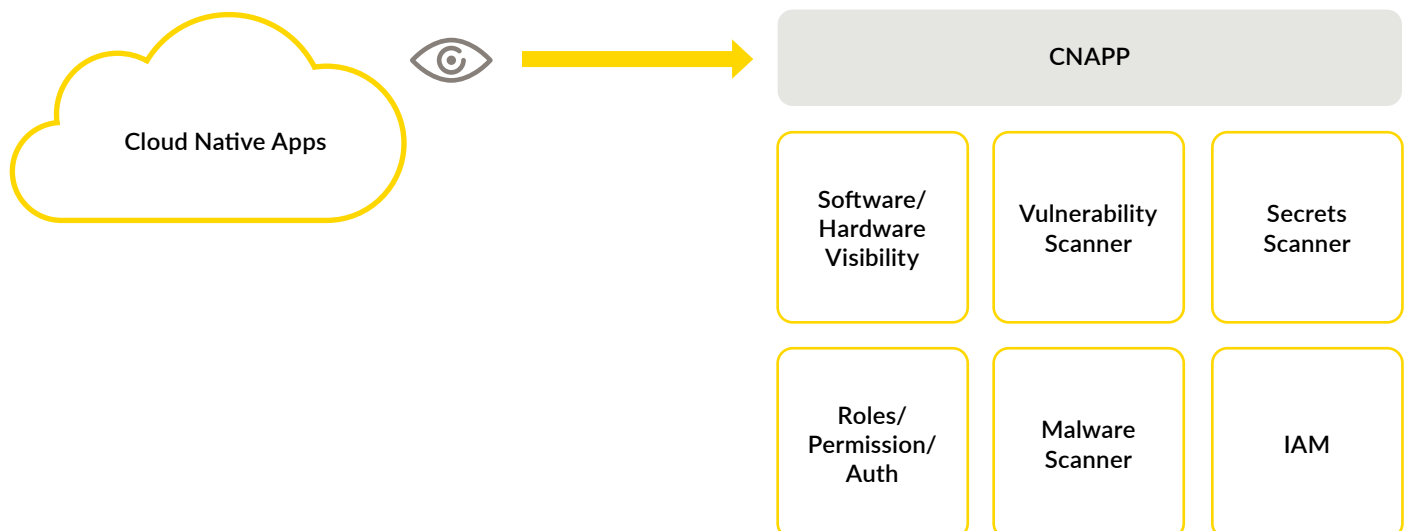 CNAPP
Cloud Native Apps
Software/
Hardware
Visibility
Vulnerability
Scanner
Secrets
Scanner
Roles/
Permission/
Auth
Malware
Scanner
IAM